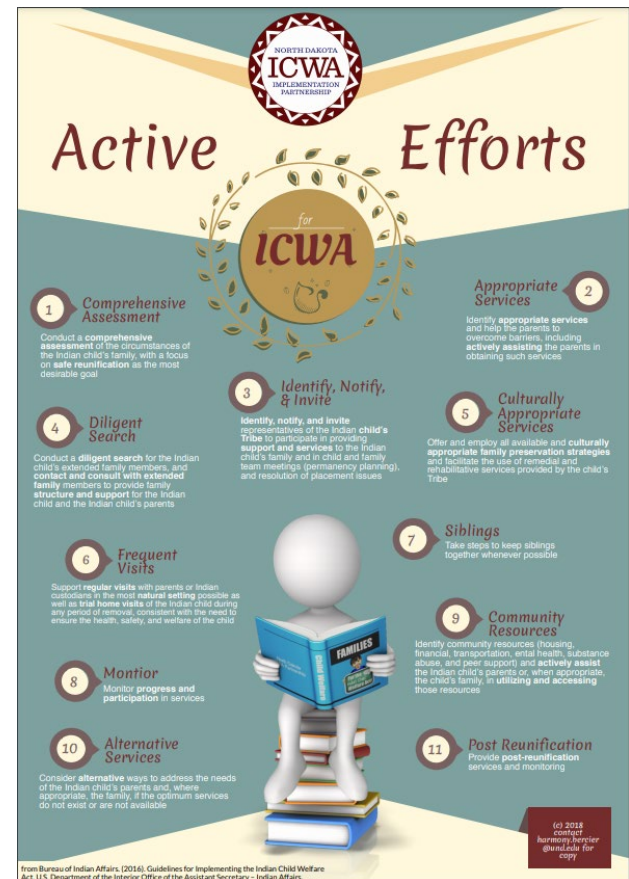 NORTH DAKOTA
ICWA
IMPLEMENTATION
PARTNERSHIP
Active Efforts
for
ICWA
1
Comprehensive
Assessment
Conduct a comprehensive
assessment of the circumstances of
the Indian child's family, with a focus
on safe reunification as the most
desirable goal
2
Appropriate
Services
Identify appropriate services
and help the parents to
overcome barriers, including
actively assisting the parents in
obtaining such services
3
Identify, Notify,
& Invite
Identify, notify, and invite
representatives of the Indian child's
Tribe to participate in providing
support and services to the Indian
child's family and in child and family
team meetings (permanency planning),
and resolution of placement issues
4
Diligent
Search
Conduct a diligent search for the Indian
child's extended family members, and
contact and consult with extended
family members to provide family
structure and support for the Indian
child and the Indian child's parents
5
Culturally
Appropriate
Services
Offer and employ all available and culturally
appropriate family preservation strategies
and facilitate the use of remedial and
rehabilitative services provided by the child's
Tribe
6
Frequent
Visits
Support regular visits with parents or Indian
custodians in the most natural setting possible as
well as trial home visits of the Indian child during
any period of removal, consistent with the need to
ensure the health, safety, and welfare of the child
7
Siblings
Take steps to keep siblings
together whenever possible
8
Montior
Monitor progress and
participation in services
9
Community
Resources
Identify community resources (housing,
financial, transportation, ental health, substance
abuse, and peer support) and actively assist
the Indian child's parents or, when appropriate,
the child's family, in utilizing and accessing
those resources
10
Alternative
Services
Consider alternative ways to address the needs
of the Indian child's parents and, where
appropriate, the family, if the optimum services
do not exist or are not available
11
Post Reunification
Provide post-reunification
services and monitoring
FAMILIES
(c) 2018
contact
harmony.bercier
@und.edu for
copy
from Bureau of Indian Affairs. (2016). Guidelines for Implementing the Indian Child Welfare
Act. U.S. Department of the Interior Office of the Assistant Secretary – Indian Affairs.